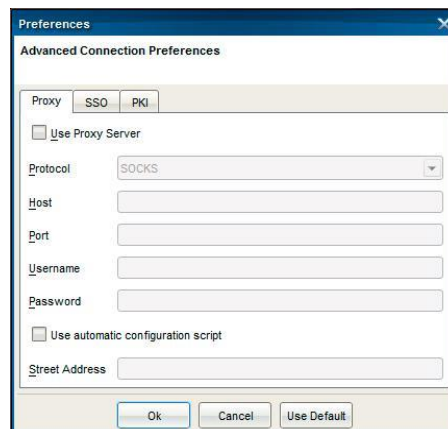 Preferences
Advanced Connection Preferences
Proxy SSO PKI
Use Proxy Server
Protocol SOCKS
Host
Port
Username
Password
Use automatic configuration script
Street Address
Ok Cancel Use Default